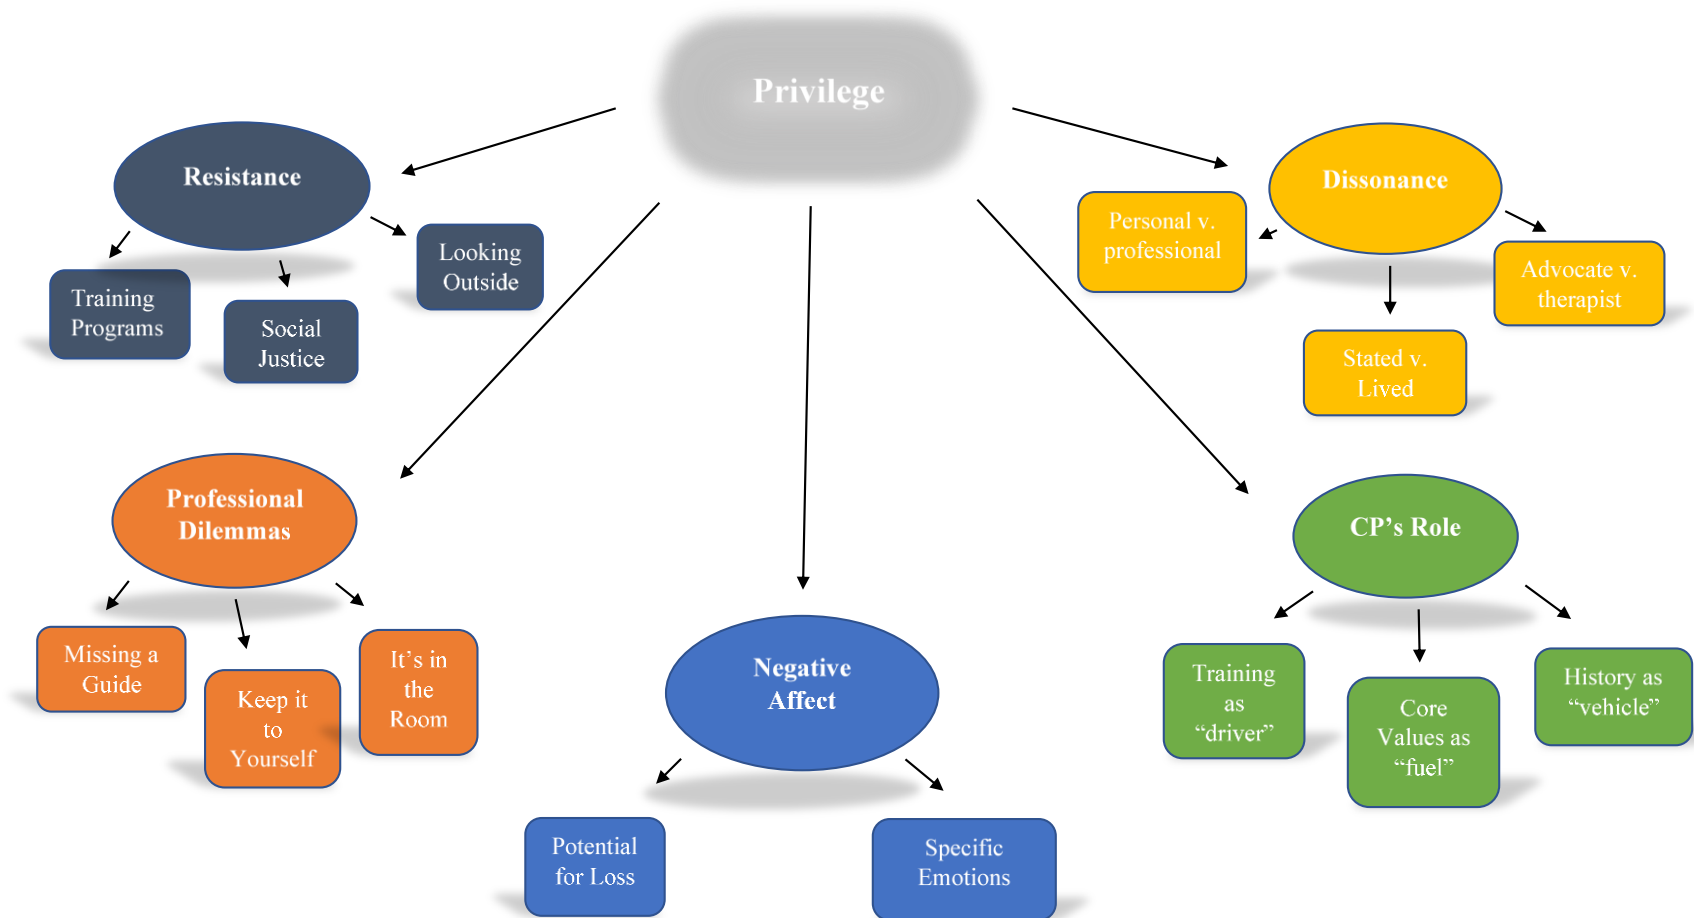 Privilege
Resistance
Training
Programs
Social
Justice
Looking
Outside
Dissonance
Personal v.
professional
Stated v.
Lived
Advocate v.
therapist
Professional
Dilemmas
Missing a
Guide
Keep it
to
Yourself
It’s in
the
Room
Negative
Affect
Potential
for Loss
Specific
Emotions
CP’s Role
Training
as
“driver”
Core
Values as
“fuel”
History as
“vehicle”